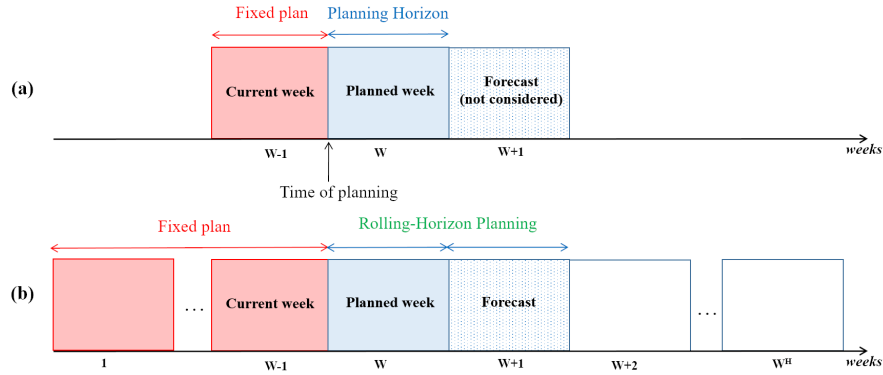 Fixed plan Planning Horizon
(a)
Current week Planned week Forecast
(not considered)
W-1 W W+1 weeks
Time of planning
Fixed plan Rolling-Horizon Planning
(b)
... Current week Planned week Forecast ...
1 W-1 W W+1 W+2 Wᴴ weeks